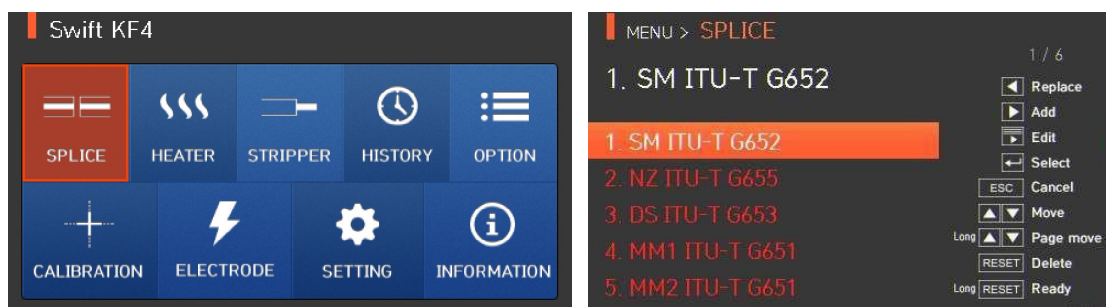 Swift KF4
SPLICE
HEATER
STRIPPER
HISTORY
OPTION
CALIBRATION
ELECTRODE
SETTING
INFORMATION
MENU > SPLICE
1 / 6
1. SM ITU-T G652
1. SM ITU-T G652
2. NZ ITU-T G655
3. DS ITU-T G653
4. MM1 ITU-T G651
5. MM2 ITU-T G651
Replace
Add
Edit
Select
ESC Cancel
Move
Long Page move
RESET Delete
Long RESET Ready